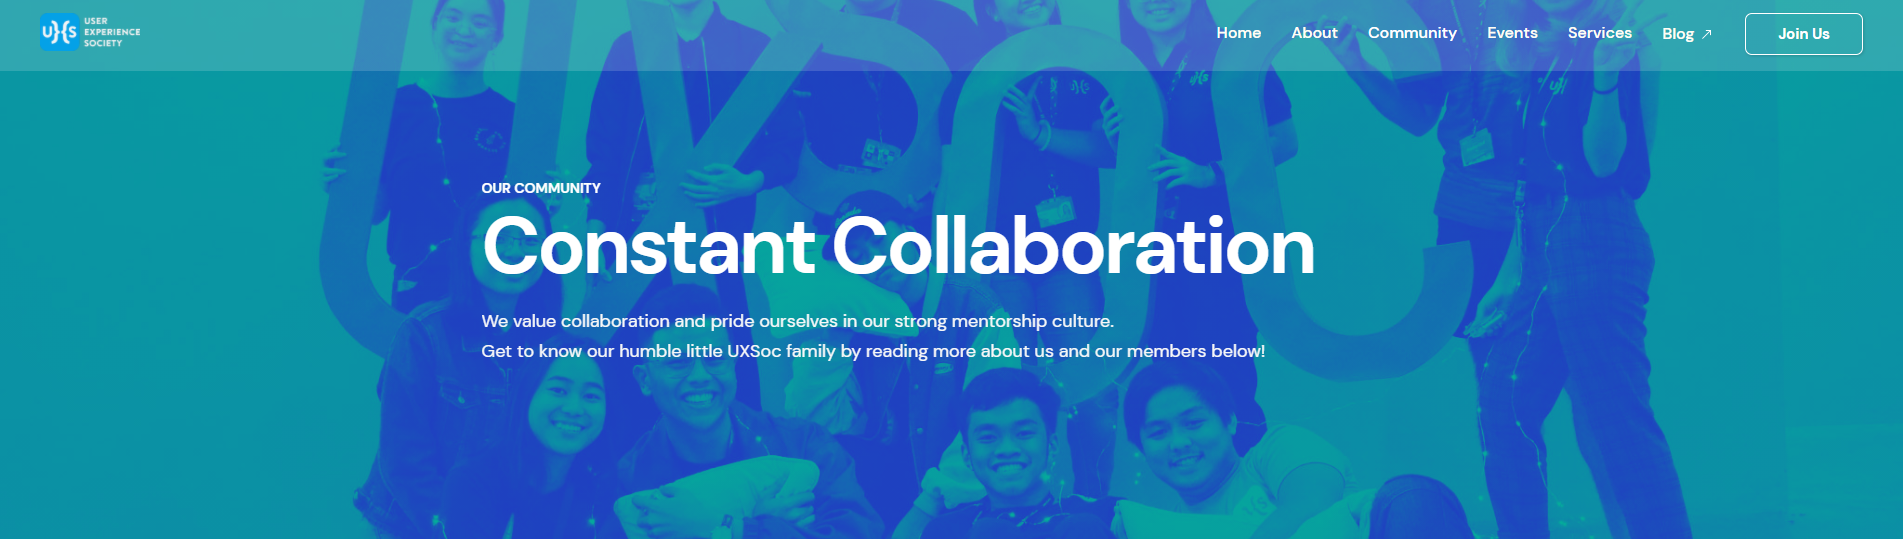 UXS
USER
EXPERIENCE
SOCIETY
Home About Community Events Services Blog ↗ Join Us
OUR COMMUNITY
Constant Collaboration
We value collaboration and pride ourselves in our strong mentorship culture.
Get to know our humble little UXSoc family by reading more about us and our members below!